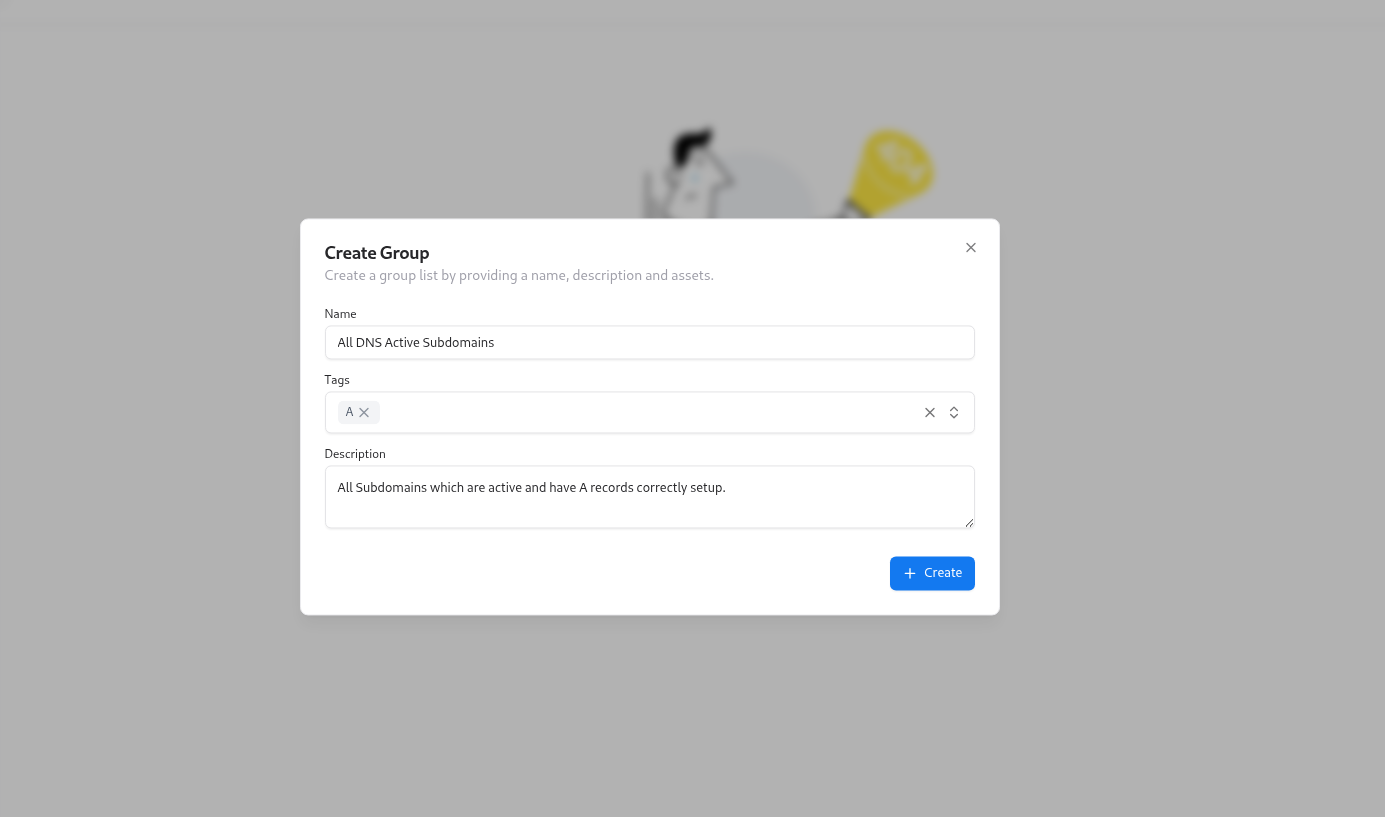 Create Group
Create a group list by providing a name, description and assets.
Name
All DNS Active Subdomains
Tags
A
Description
All Subdomains which are active and have A records correctly setup.
Create